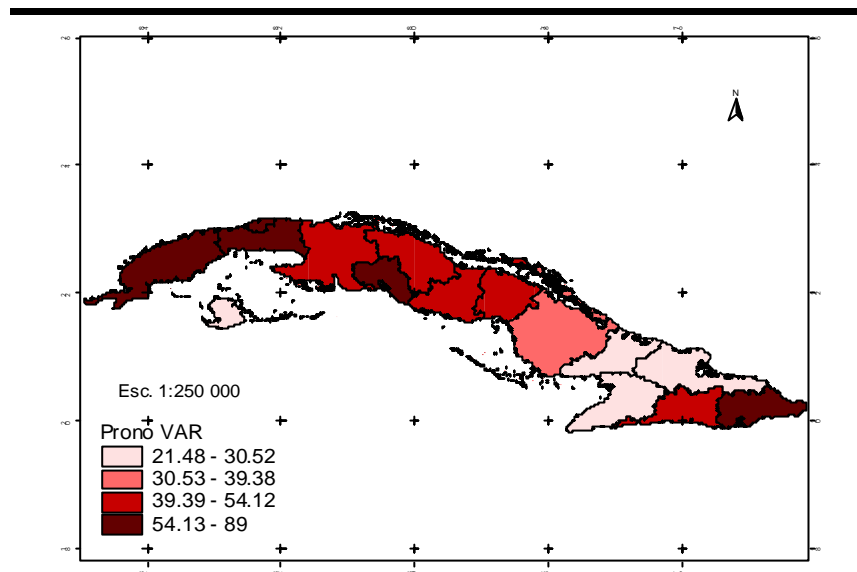 N
Esc. 1:250 000
Prono VAR
21.48 - 30.52
30.53 - 39.38
39.39 - 54.12
54.13 - 89